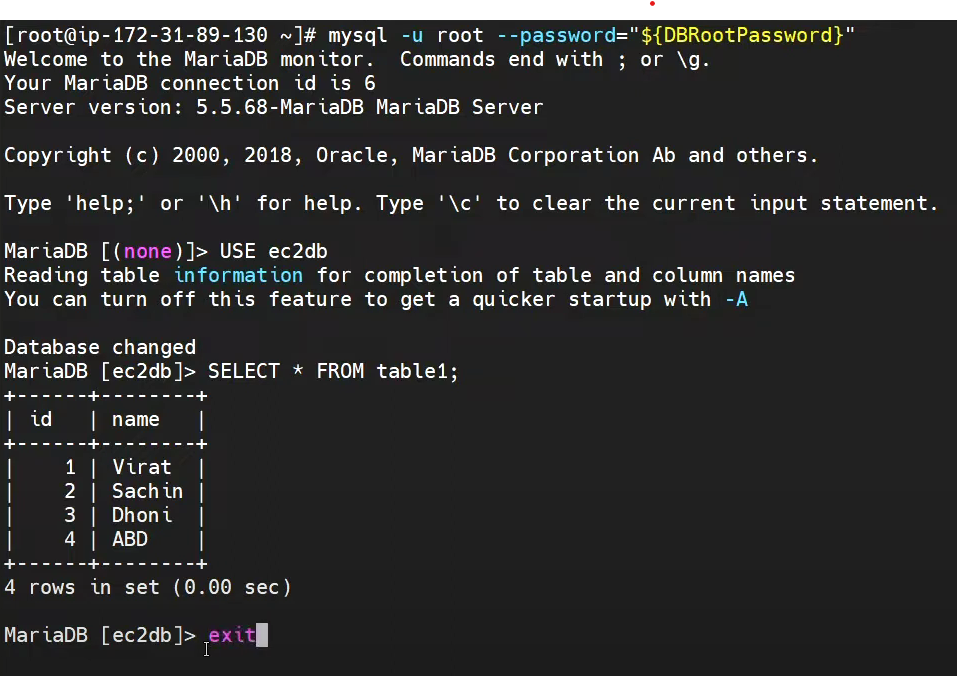 [root@ip-172-31-89-130 ~]# mysql -u root --password="${DBRootPassword}"
Welcome to the MariaDB monitor.  Commands end with ; or \g.
Your MariaDB connection id is 6
Server version: 5.5.68-MariaDB MariaDB Server

Copyright (c) 2000, 2018, Oracle, MariaDB Corporation Ab and others.

Type 'help;' or '\h' for help. Type '\c' to clear the current input statement.

MariaDB [(none)]> USE ec2db
Reading table information for completion of table and column names
You can turn off this feature to get a quicker startup with -A

Database changed
MariaDB [ec2db]> SELECT * FROM table1;
+------+--------+
| id   | name   |
+------+--------+
|    1 | Virat  |
|    2 | Sachin |
|    3 | Dhoni  |
|    4 | ABD    |
+------+--------+
4 rows in set (0.00 sec)

MariaDB [ec2db]> exit